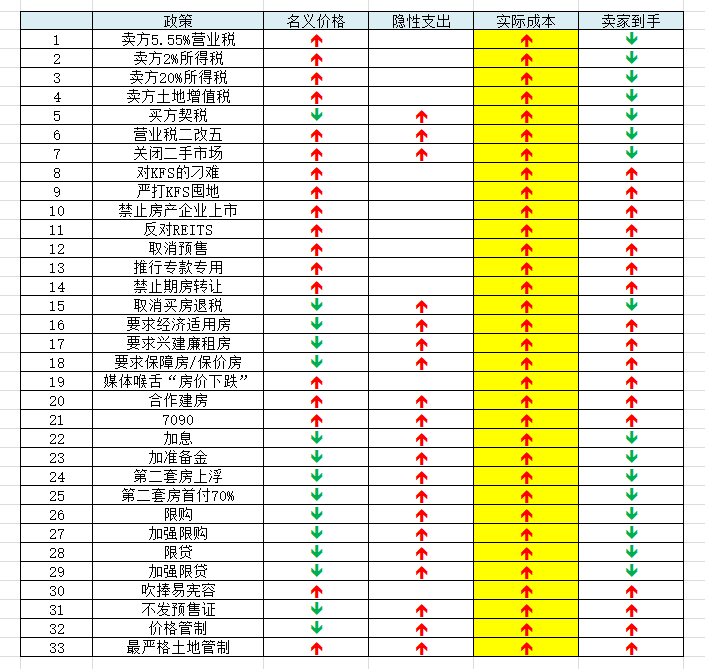 政策 名义价格 隐性支出 实际成本 卖家到手
1 卖方5.55%营业税 ↑ ↑ ↓
2 卖方2%所得税 ↑ ↑ ↓
3 卖方20%所得税 ↑ ↑ ↓
4 卖方土地增值税 ↑ ↑ ↓
5 买方契税 ↓ ↑ ↑ ↓
6 营业税二改五 ↑ ↑ ↑ ↓
7 关闭二手市场 ↑ ↑ ↑ ↓
8 对KFS的刁难 ↑ ↑ ↑
9 严打KFS囤地 ↑ ↑ ↑
10 禁止房产企业上市 ↑ ↑ ↑
11 反对REITS ↑ ↑ ↑
12 取消预售 ↑ ↑ ↑
13 推行专款专用 ↑ ↑ ↑
14 禁止期房转让 ↑ ↑ ↑
15 取消买房退税 ↓ ↑ ↑ ↓
16 要求经济适用房 ↓ ↑ ↑ ↑
17 要求兴建廉租房 ↓ ↑ ↑ ↑
18 要求保障房/保价房 ↓ ↑ ↑ ↑
19 媒体喉舌“房价下跌” ↑ ↑ ↑
20 合作建房 ↑ ↑ ↑ ↑
21 7090 ↑ ↑ ↑ ↑
22 加息 ↓ ↑ ↑ ↓
23 加准备金 ↓ ↑ ↑ ↓
24 第二套房上浮 ↓ ↑ ↑ ↓
25 第二套房首付70% ↓ ↑ ↑ ↓
26 限购 ↓ ↑ ↑ ↓
27 加强限购 ↓ ↑ ↑ ↓
28 限贷 ↓ ↑ ↑ ↓
29 加强限贷 ↓ ↑ ↑ ↓
30 吹捧易宪容 ↑ ↑ ↑
31 不发预售证 ↓ ↑ ↑ ↑
32 价格管制 ↓ ↑ ↑ ↑
33 最严格土地管制 ↑ ↑ ↑ ↑